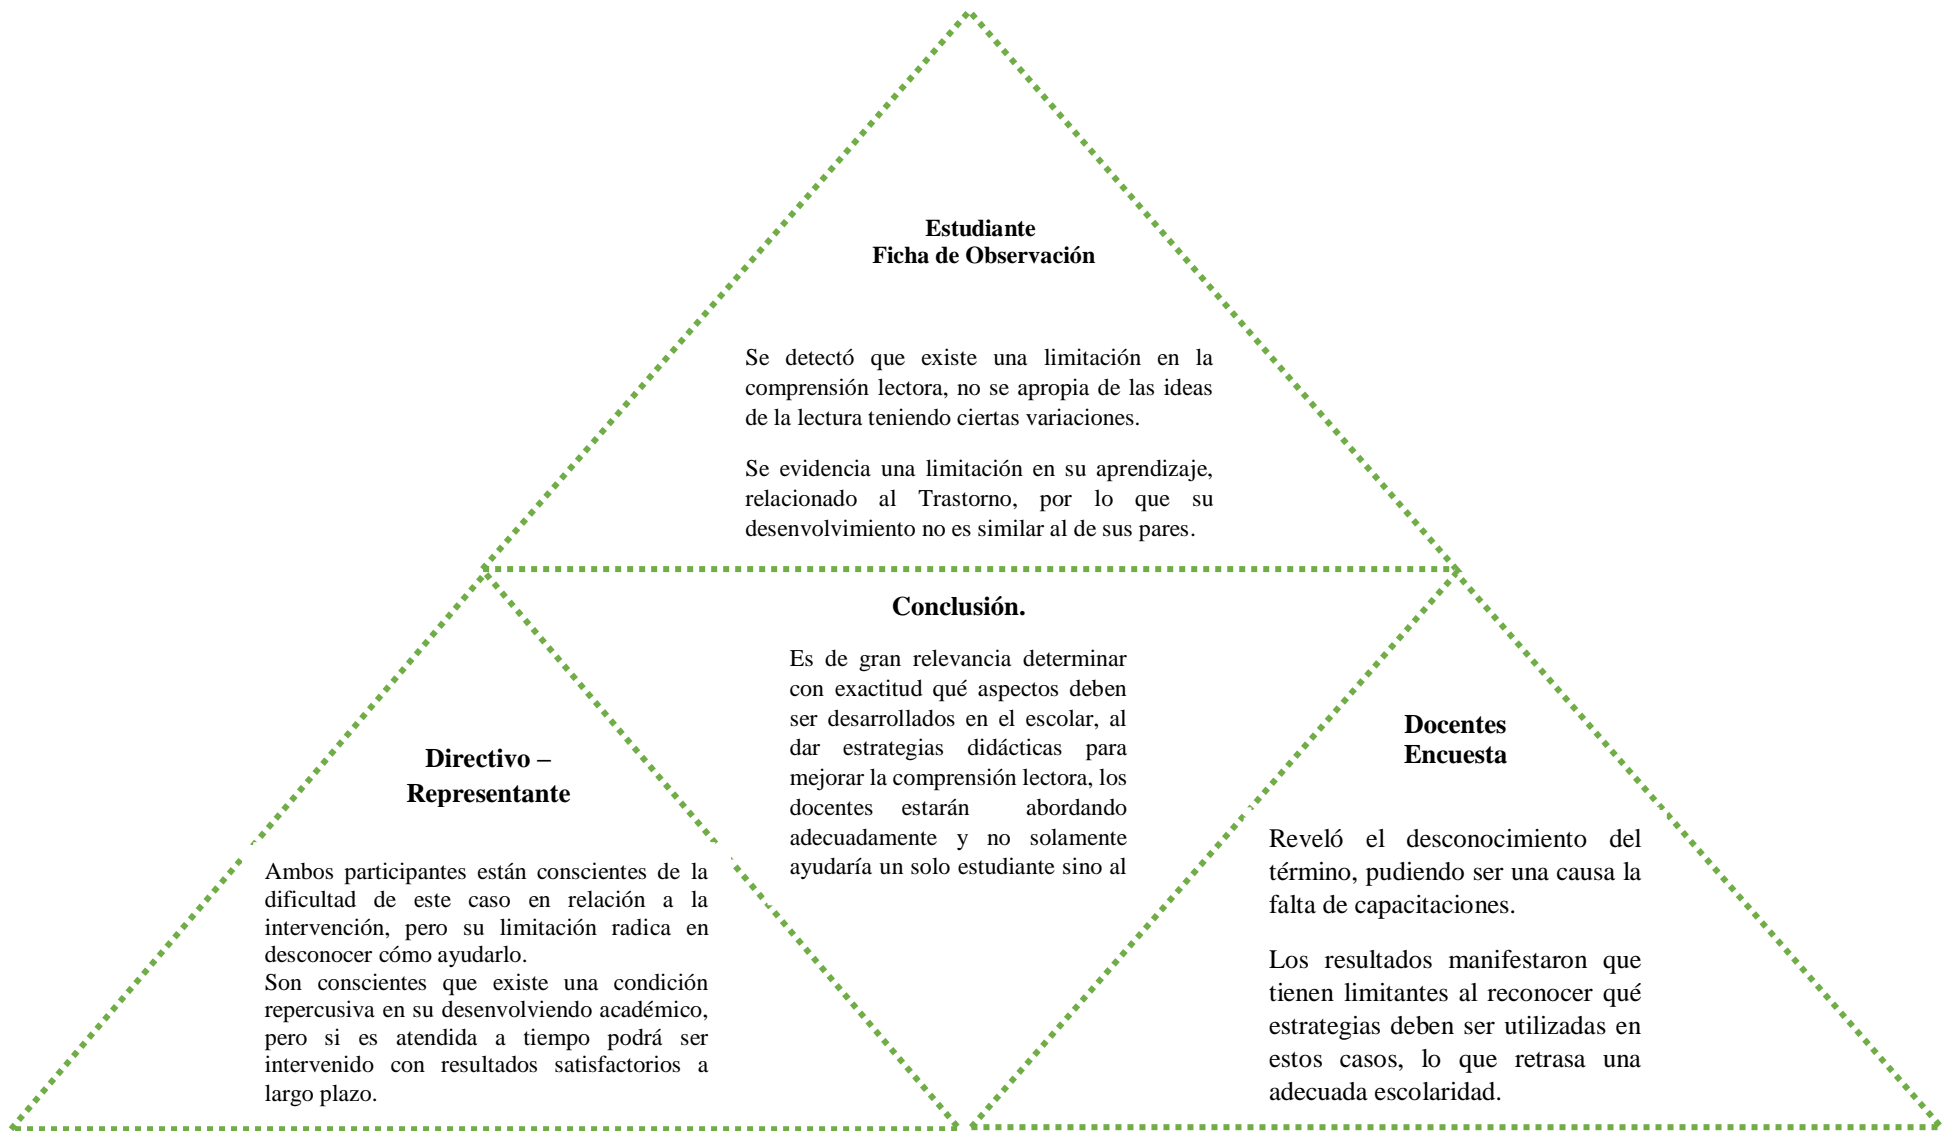 Estudiante
Ficha de Observación
Se detectó que existe una limitación en la
comprensión lectora, no se apropia de las ideas
de la lectura teniendo ciertas variaciones.
Se evidencia una limitación en su aprendizaje,
relacionado al Trastorno, por lo que su
desenvolvimiento no es similar al de sus pares.
Conclusión.
Es de gran relevancia determinar
con exactitud qué aspectos deben
ser desarrollados en el escolar, al
dar estrategias didácticas para
mejorar la comprensión lectora, los
docentes estarán abordando
adecuadamente y no solamente
ayudaría un solo estudiante sino al
Directivo –
Representante
Ambos participantes están conscientes de la
dificultad de este caso en relación a la
intervención, pero su limitación radica en
desconocer cómo ayudarlo.
Son conscientes que existe una condición
repercusiva en su desenvolviendo académico,
pero si es atendida a tiempo podrá ser
intervenido con resultados satisfactorios a
largo plazo.
Docentes
Encuesta
Reveló el desconocimiento del
término, pudiendo ser una causa la
falta de capacitaciones.
Los resultados manifestaron que
tienen limitantes al reconocer qué
estrategias deben ser utilizadas en
estos casos, lo que retrasa una
adecuada escolaridad.